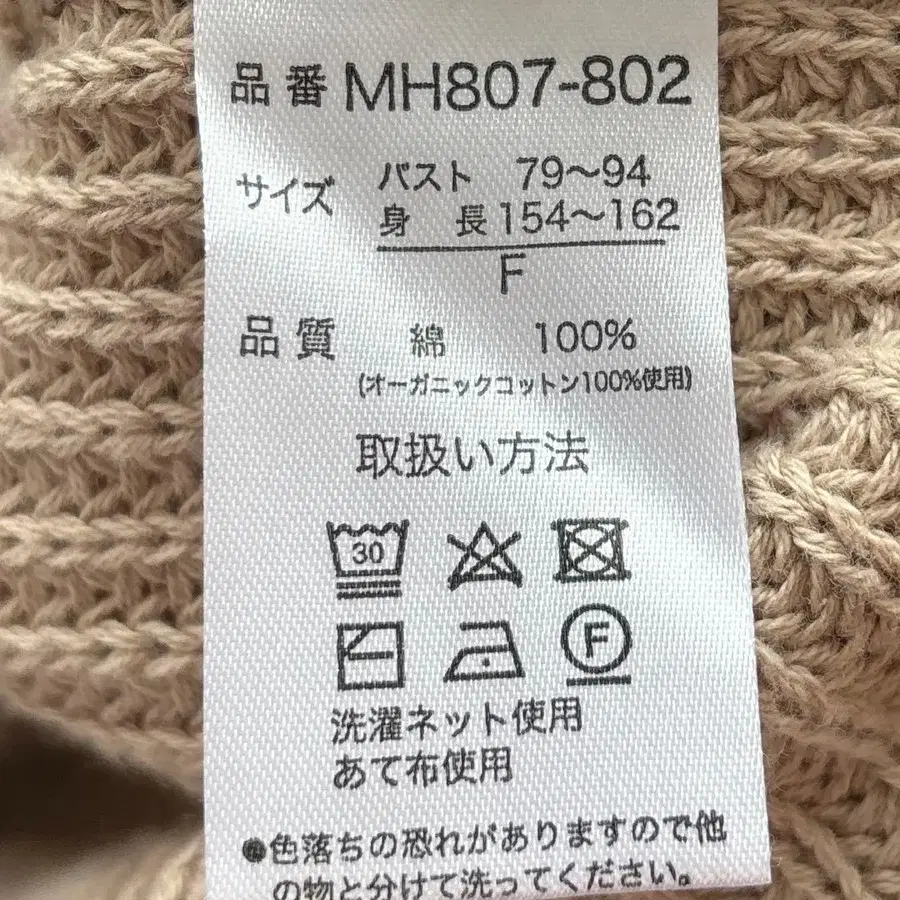 品番 MH807-802
サイズ バスト 79〜94
身長 154〜162
F
品質 綿 100%
(オーガニックコットン100%使用)
取扱い方法
30
F
洗濯ネット使用
あて布使用
●色落ちの恐れがありますので他
の物と分けて洗ってください。